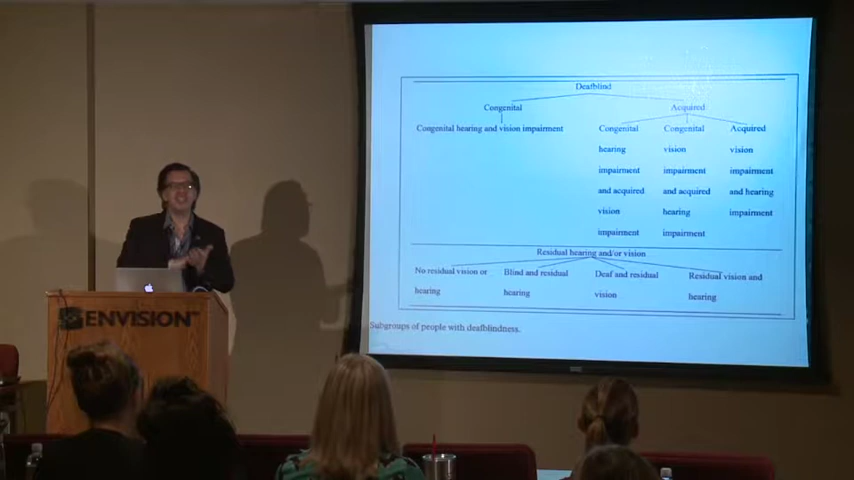 Deafblind
Congenital Acquired
Congenital hearing and vision impairment
Congenital
hearing
impairment
and acquired
vision
impairment
Congenital
vision
impairment
and acquired
hearing
impairment
Acquired
vision
impairment
and hearing
impairment
Residual hearing and/or vision
No residual vision or
hearing
Blind and residual
hearing
Deaf and residual
vision
Residual vision and
hearing
Subgroups of people with deafblindness.
ENVISION